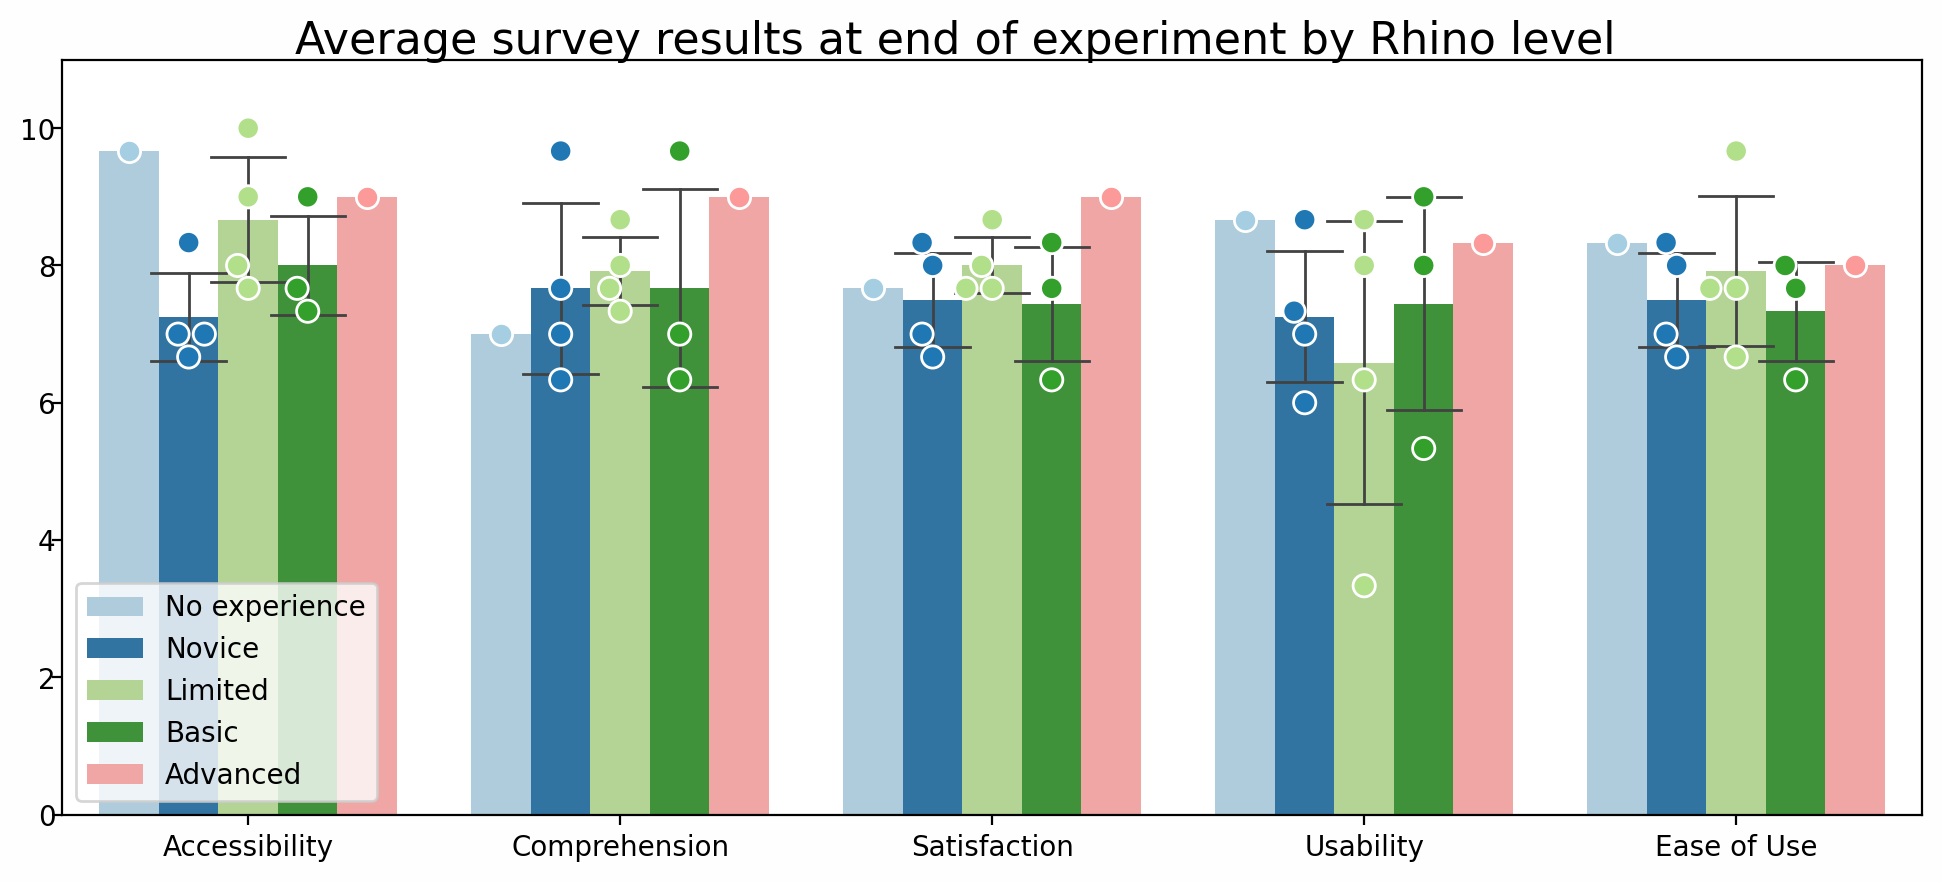 Average survey results at end of experiment by Rhino level
10
8
6
4
2
0
No experience
Novice
Limited
Basic
Advanced
Accessibility
Comprehension
Satisfaction
Usability
Ease of Use